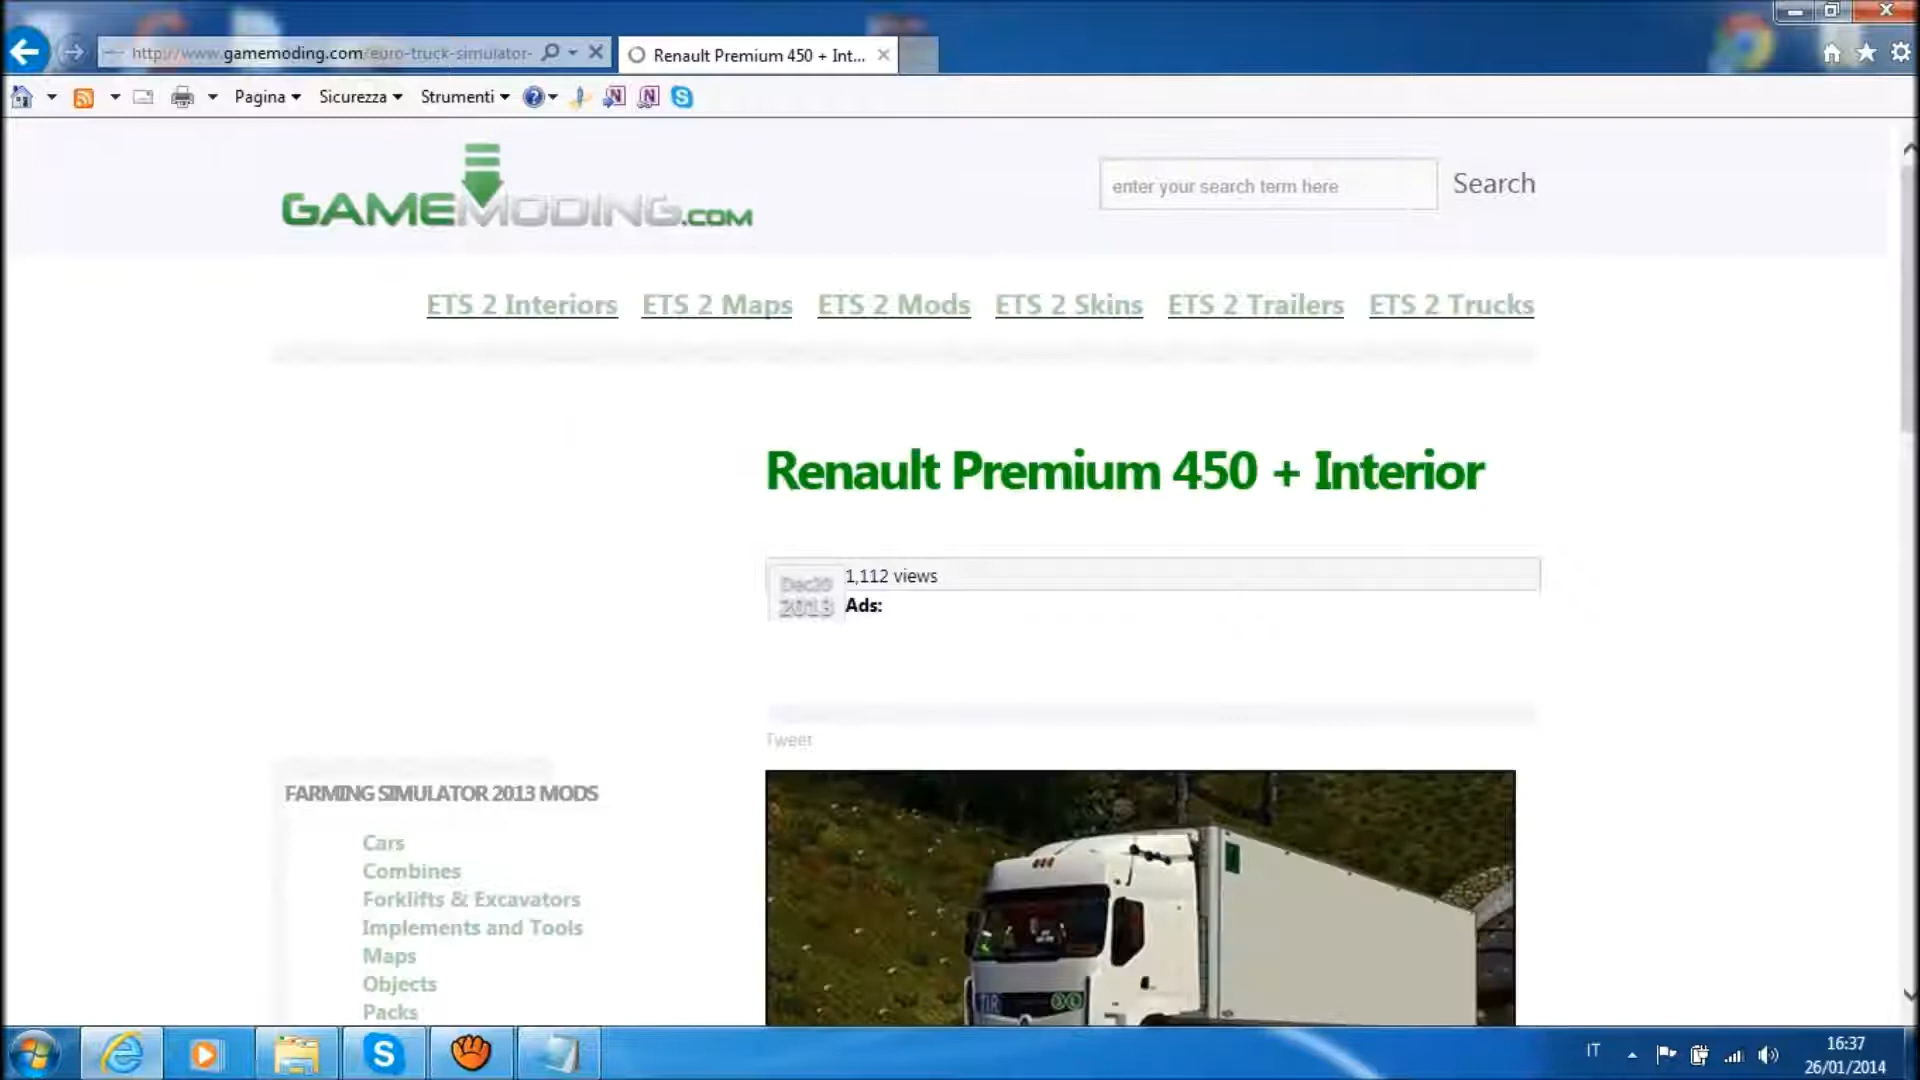 http://www.gamemoding.com/euro-truck-simulator-
Renault Premium 450 + Int...
Pagina
Sicurezza
Strumenti
GAMEMODING.COM
enter your search term here
Search
ETS 2 Interiors
ETS 2 Maps
ETS 2 Mods
ETS 2 Skins
ETS 2 Trailers
ETS 2 Trucks
Renault Premium 450 + Interior
Dec20
2013
1,112 views
Ads:
Tweet
FARMING SIMULATOR 2013 MODS
Cars
Combines
Forklifts & Excavators
Implements and Tools
Maps
Objects
Packs
TIR
IT
16:37
26/01/2014